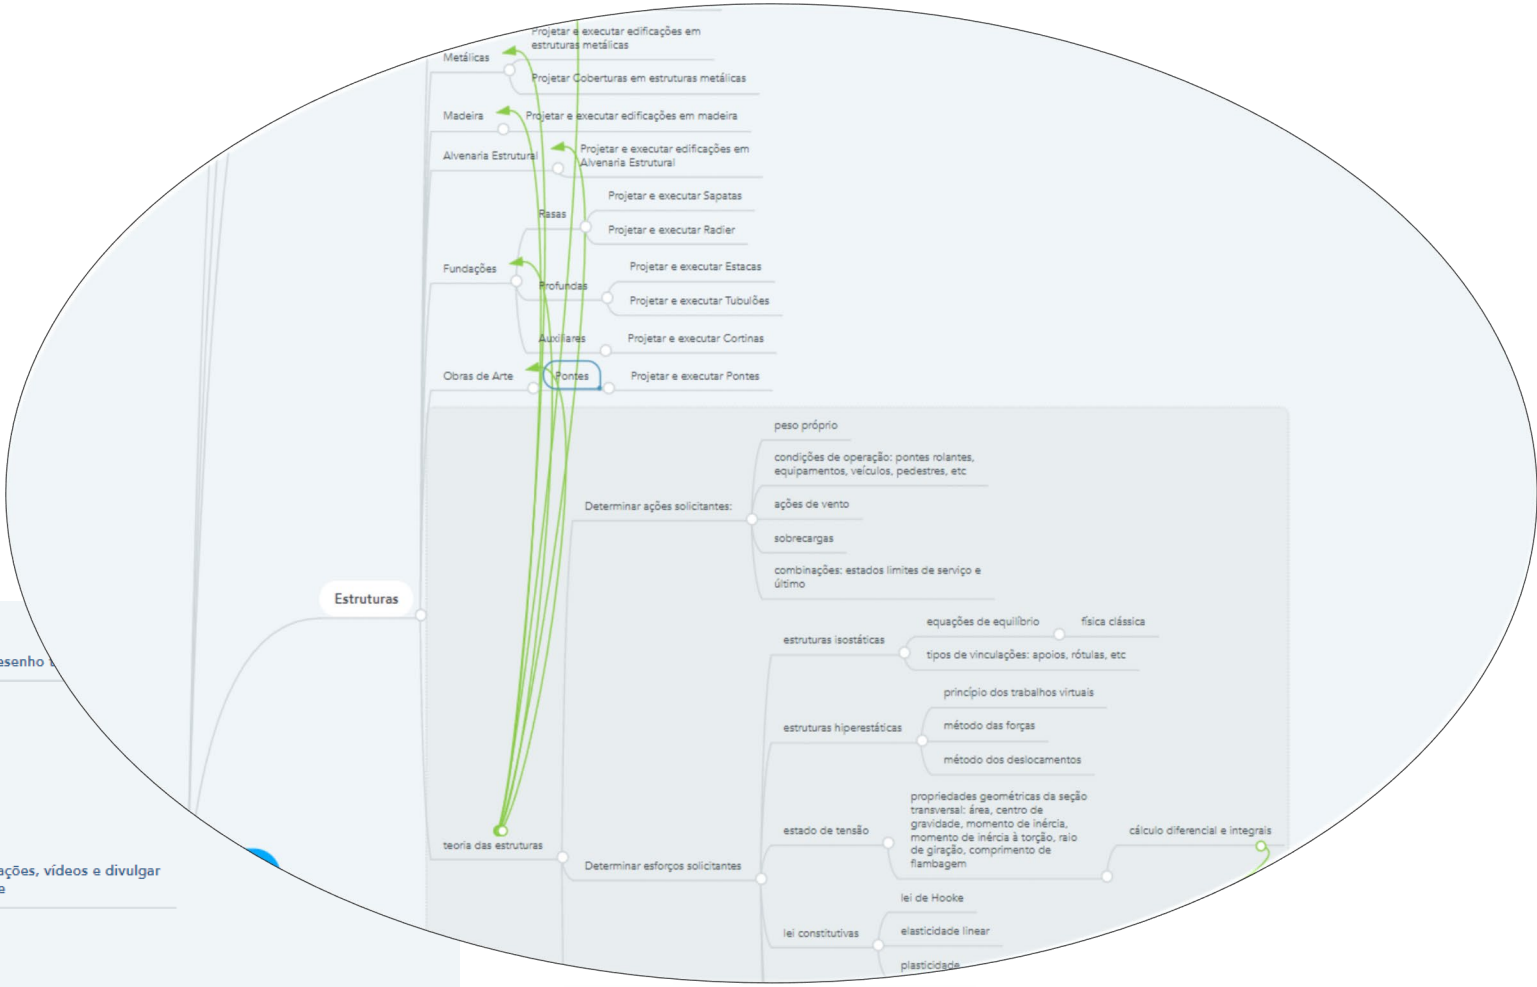 Projetar e executar edificações em
estruturas metálicas
Metálicas
Projetar Coberturas em estruturas metálicas
Madeira
Projetar e executar edificações em madeira
Alvenaria Estrutural
Projetar e executar edificações em
Alvenaria Estrutural
Projetar e executar Sapatas
Rasas
Projetar e executar Radier
Fundações
Projetar e executar Estacas
Profundas
Projetar e executar Tubulões
Auxiliares
Projetar e executar Cortinas
Obras de Arte
Pontes
Projetar e executar Pontes
peso próprio
condições de operação: pontes rolantes,
equipamentos, veículos, pedestres, etc
Determinar ações solicitantes:
ações de vento
sobrecargas
combinações: estados limites de serviço e
último
Estruturas
equações de equilíbrio
física clássica
estruturas isostáticas
tipos de vinculações: apoios, rótulas, etc
princípio dos trabalhos virtuais
estruturas hiperestáticas
método das forças
método dos deslocamentos
propriedades geométricas da seção
transversal: área, centro de
gravidade, momento de inércia,
momento de inércia à torção, raio
de giração, comprimento de
flambagem
estado de tensão
cálculo diferencial e integrais
teoria das estruturas
Determinar esforços solicitantes
lei de Hooke
lei constitutivas
elasticidade linear
plasticidade
esenho
ações, vídeos e divulgar
e